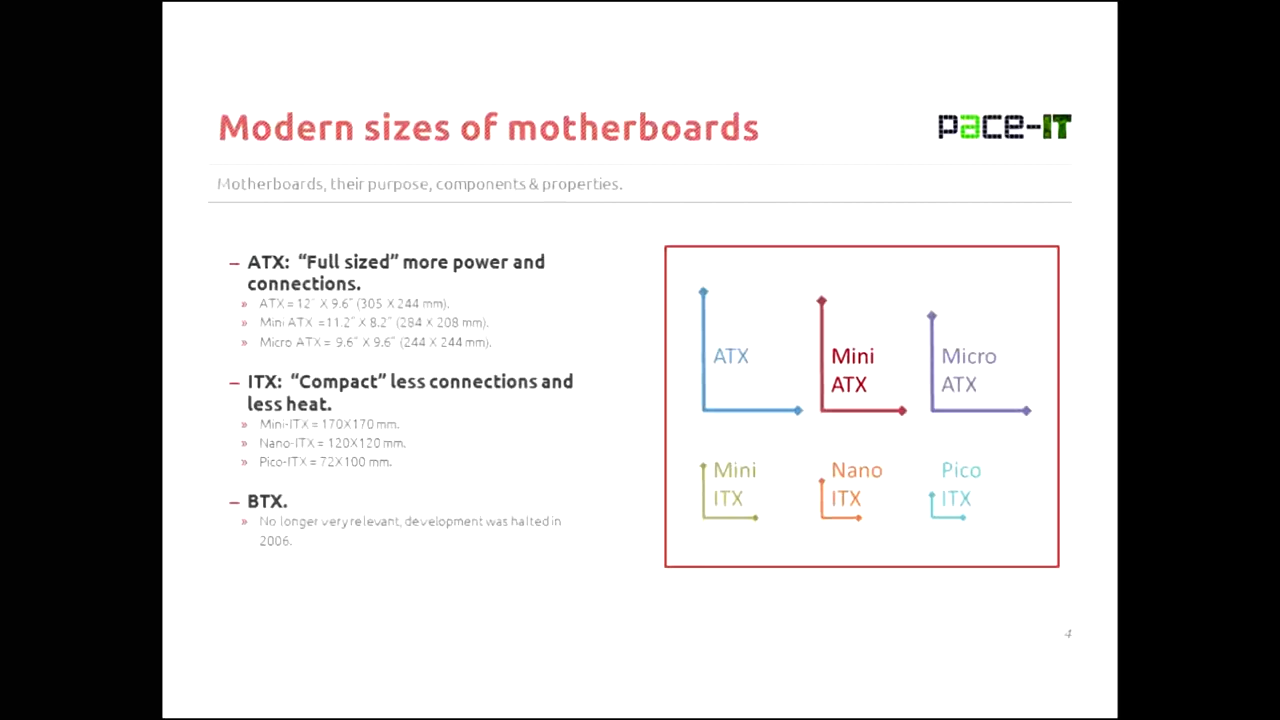 Modern sizes of motherboards
pace-IT
Motherboards, their purpose, components & properties.
– ATX: “Full sized” more power and
connections.
» ATX = 12″ X 9.6″ (305 X 244 mm).
» Mini ATX =11.2″ X 8.2″ (284 X 208 mm).
» Micro ATX = 9.6″ X 9.6″ (244 X 244 mm).
– ITX: “Compact” less connections and
less heat.
» Mini-ITX = 170X170 mm.
» Nano-ITX = 120X120 mm.
» Pico-ITX = 72X100 mm.
– BTX.
» No longer very relevant, development was halted in
2006.
ATX
Mini
ATX
Micro
ATX
Mini
ITX
Nano
ITX
Pico
ITX
4